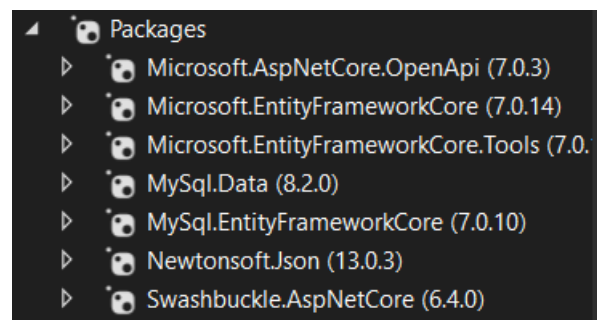 Packages
Microsoft.AspNetCore.OpenApi (7.0.3)
Microsoft.EntityFrameworkCore (7.0.14)
Microsoft.EntityFrameworkCore.Tools (7.0.
MySql.Data (8.2.0)
MySql.EntityFrameworkCore (7.0.10)
Newtonsoft.Json (13.0.3)
Swashbuckle.AspNetCore (6.4.0)